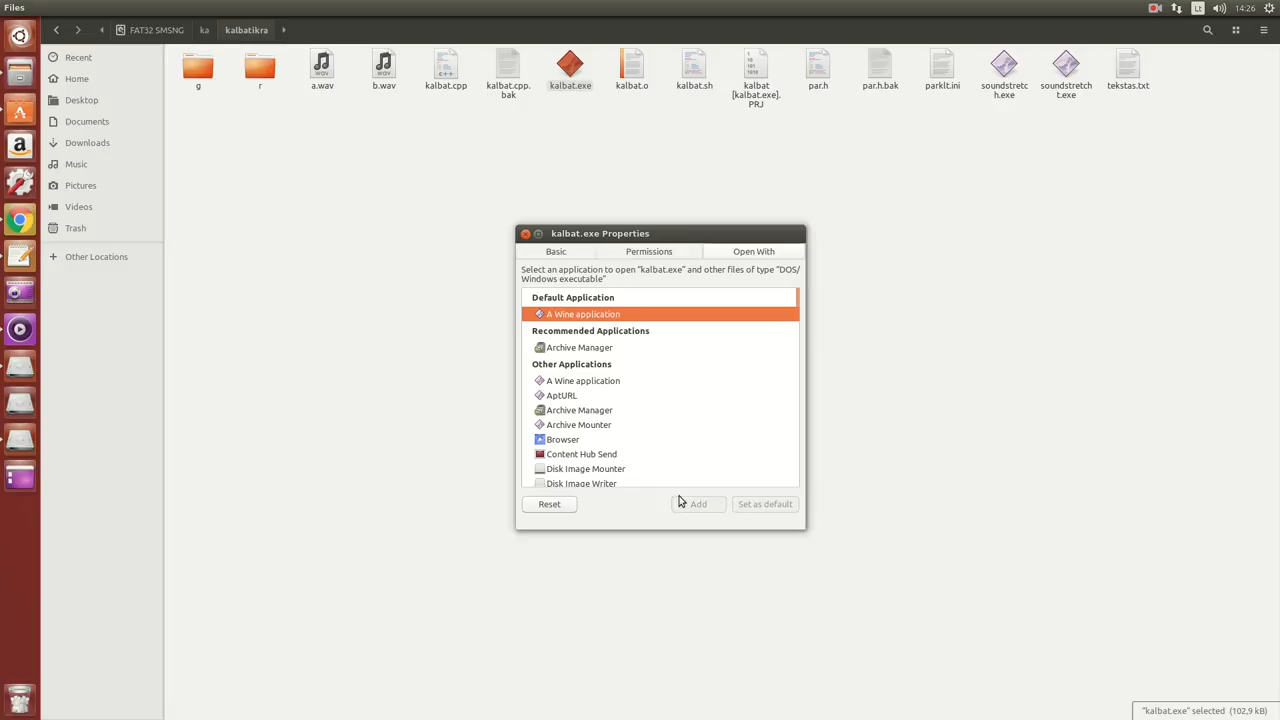 Files
Lt
14:26
FAT32 SMSNG
ka
kalbatikra
Recent
Home
Desktop
Documents
Downloads
Music
Pictures
Videos
Trash
Other Locations
g
r
a.wav
b.wav
kalbat.cpp
kalbat.cpp.
bak
kalbat.exe
kalbat.o
kalbat.sh
kalbat
[kalbat.exe].
PRJ
par.h
par.h.bak
parklt.ini
soundstretc
h.exe
soundstretch
t.exe
tekstas.txt
kalbat.exe Properties
Basic
Permissions
Open With
Select an application to open “kalbat.exe” and other files of type “DOS/
Windows executable”
Default Application
A Wine application
Recommended Applications
Archive Manager
Other Applications
A Wine application
AptURL
Archive Manager
Archive Mounter
Browser
Content Hub Send
Disk Image Mounter
Disk Image Writer
Reset
Add
Set as default
“kalbat.exe” selected (102,9 kB)